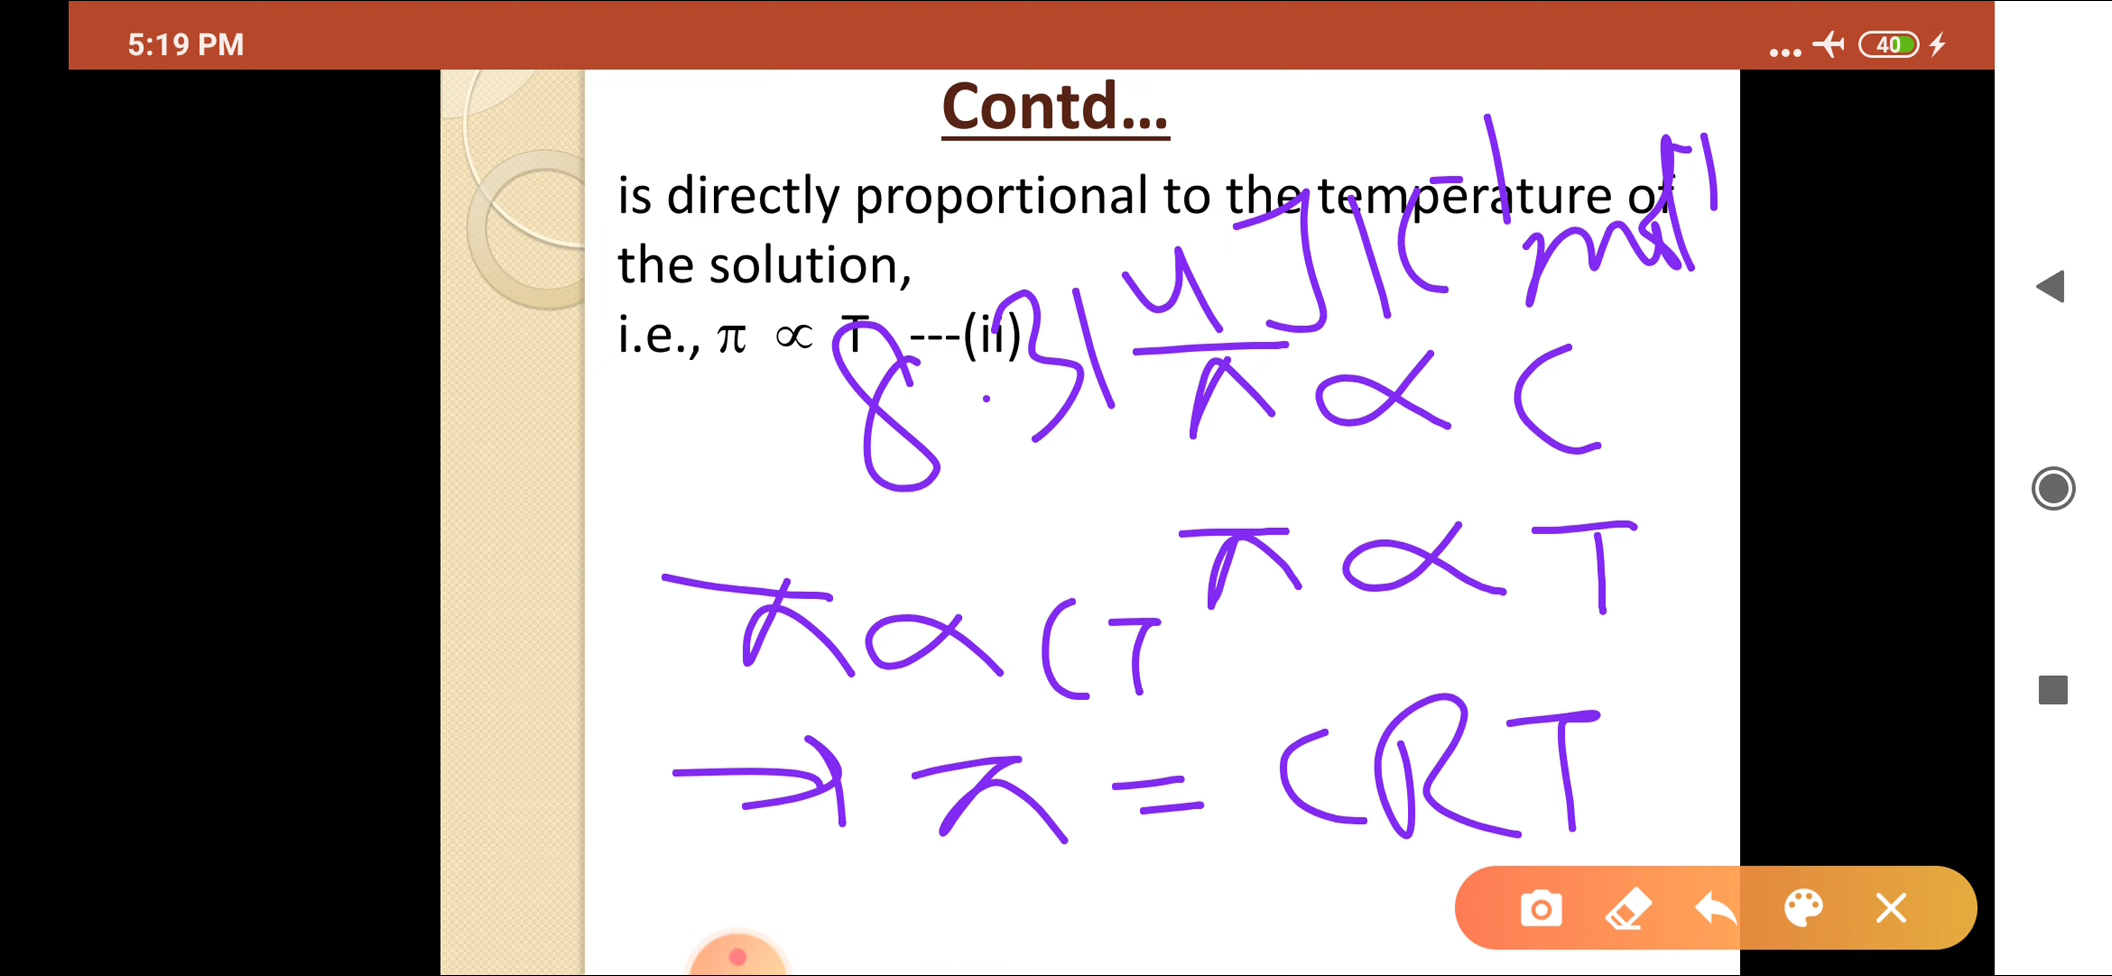 5:19 PM
40
Contd...
is directly proportional to the temperature of
the solution,
i.e., π ∝ T ---(ii)
8.314 J K⁻¹ mol⁻¹
π ∝ C
π ∝ T
π ∝ CT
→ π = CRT